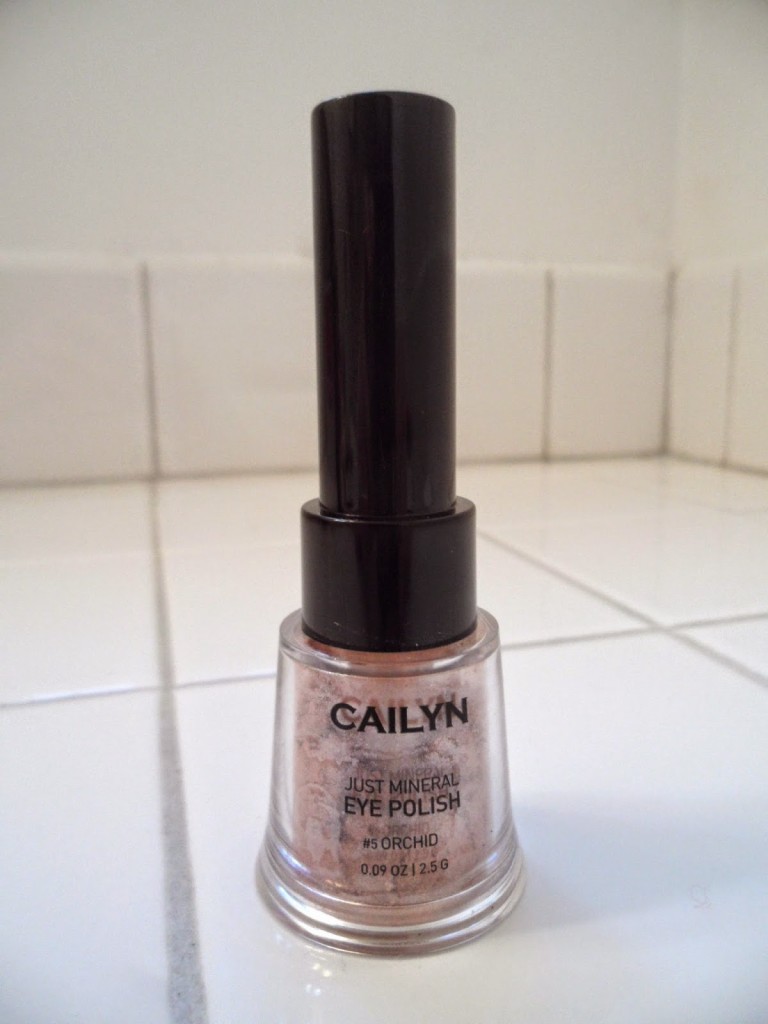 CAILYN
JUST MINERAL
EYE POLISH
#5 ORCHID
0.09 OZ | 2.5 G